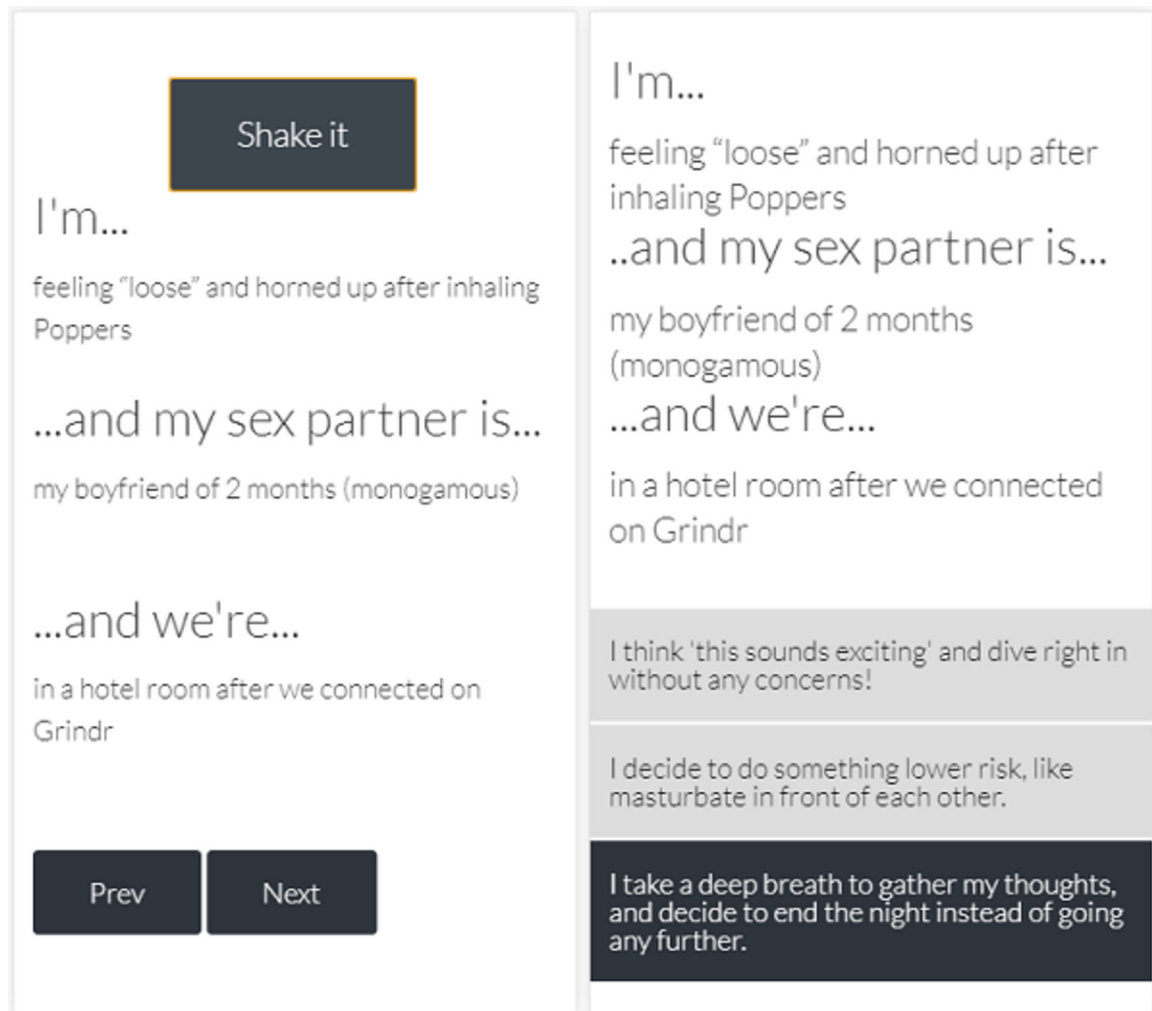 Shake it
I'm...
feeling “loose” and horned up after inhaling
Poppers
...and my sex partner is...
my boyfriend of 2 months (monogamous)
...and we're...
in a hotel room after we connected on
Grindr
Prev
Next
I'm...
feeling “loose” and horned up after
inhaling Poppers
..and my sex partner is...
my boyfriend of 2 months
(monogamous)
...and we're...
in a hotel room after we connected
on Grindr
I think 'this sounds exciting' and dive right in
without any concerns!
I decide to do something lower risk, like
masturbate in front of each other.
I take a deep breath to gather my thoughts,
and decide to end the night instead of going
any further.